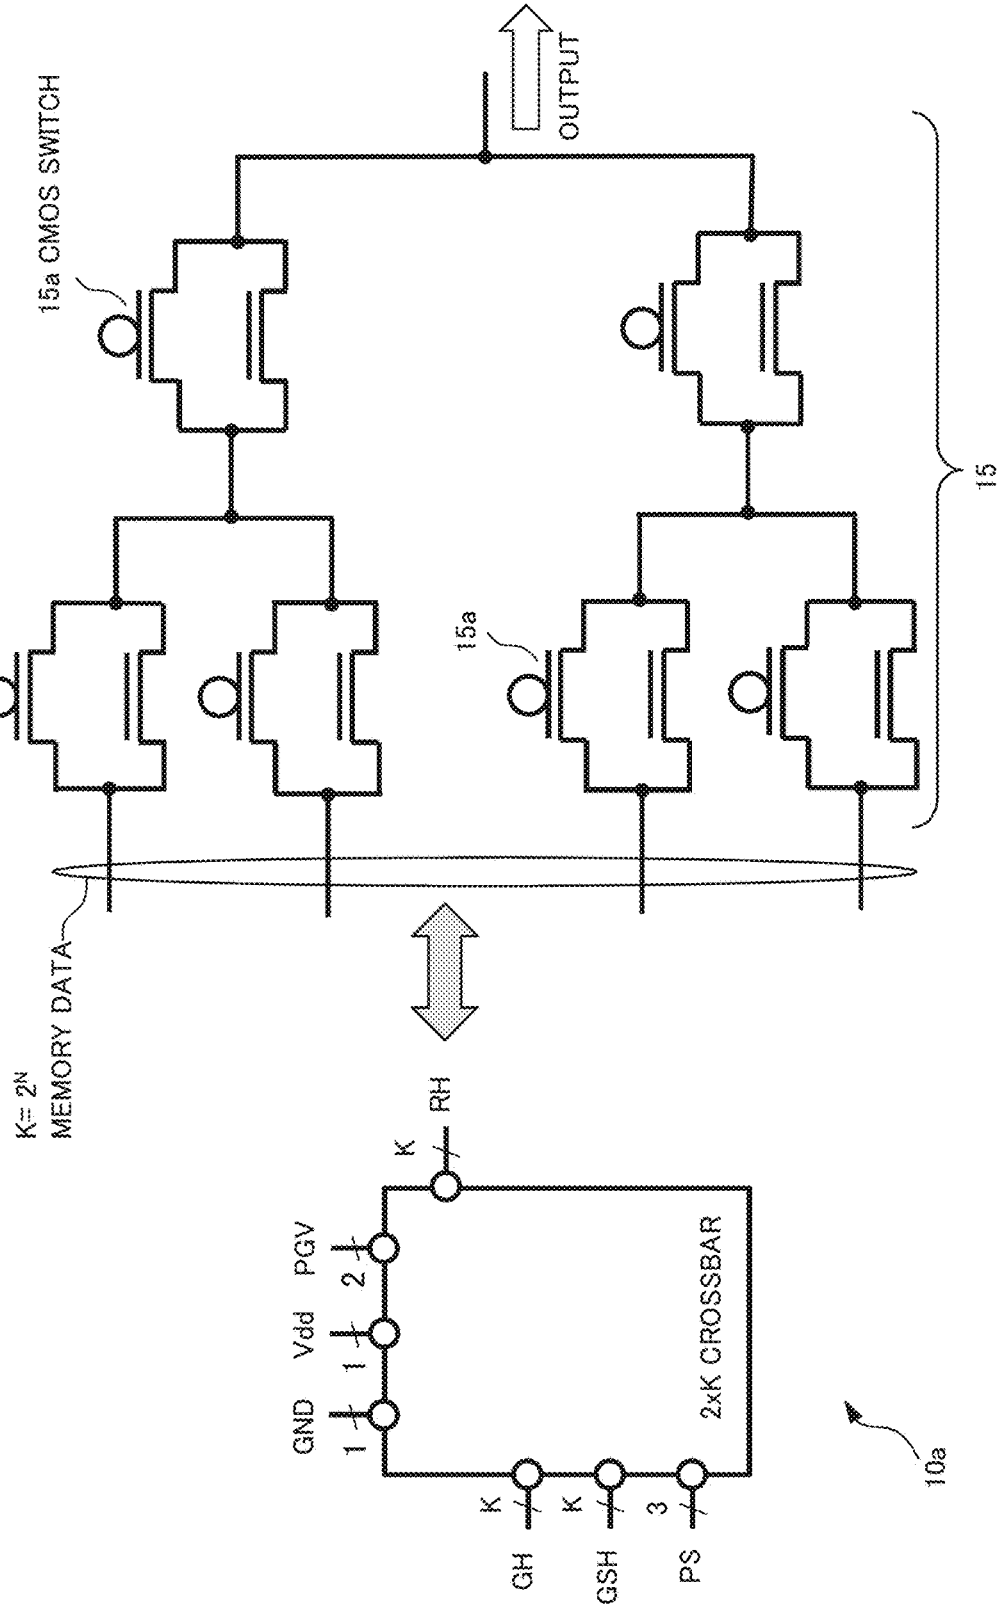 K= 2ᴺ
MEMORY DATA
15a CMOS SWITCH
OUTPUT
15a
15
GND
1
Vdd
1
PGV
2
K
RH
GH
K
GSH
K
PS
3
2xK CROSSBAR
10a